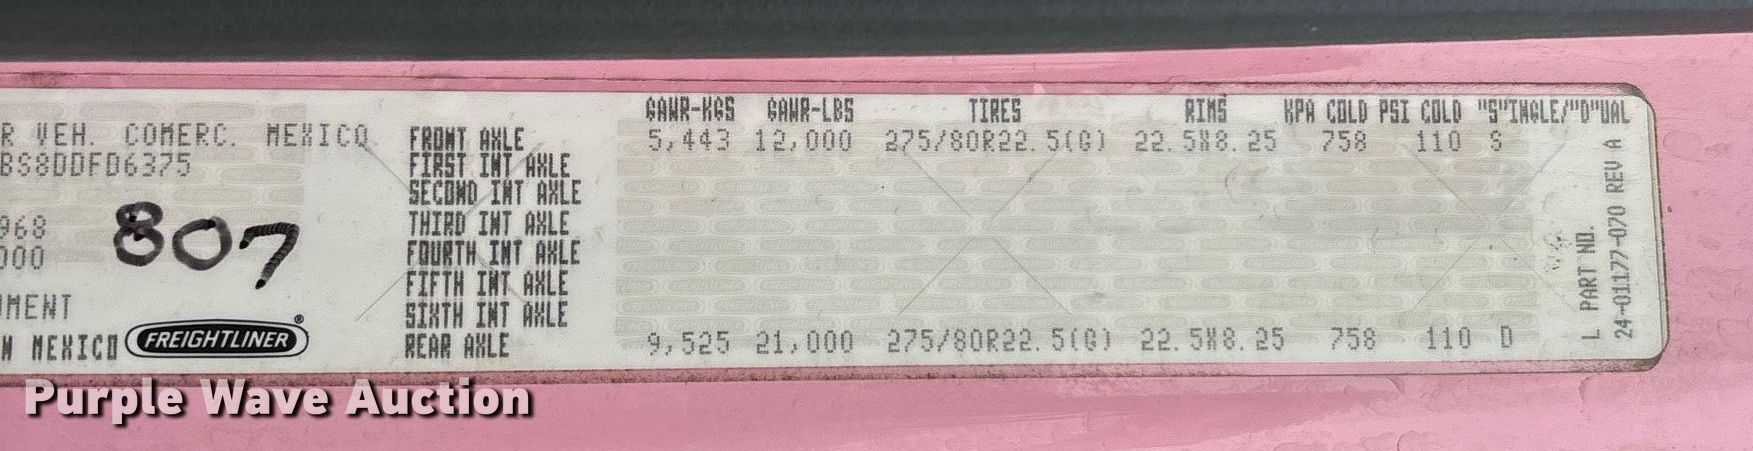 GAWR-KGS GAWR-LBS TIRES RIMS KPA COLD PSI COLD "S"INGLE/"D"UAL
R VEH. COMERC. MEXICO FRONT AXLE 5,443 12,000 275/80R22.5(G) 22.5X8.25 758 110 S
BS8DDFD6375 FIRST INT AXLE
SECOND INT AXLE
968 THIRD INT AXLE
000 FOURTH INT AXLE
807
FIFTH INT AXLE
MENT SIXTH INT AXLE
N MEXICO FREIGHTLINER® REAR AXLE 9,525 21,000 275/80R22.5(G) 22.5X8.25 758 110 D
L PART NO.
24-01177-070 REV A
Purple Wave Auction